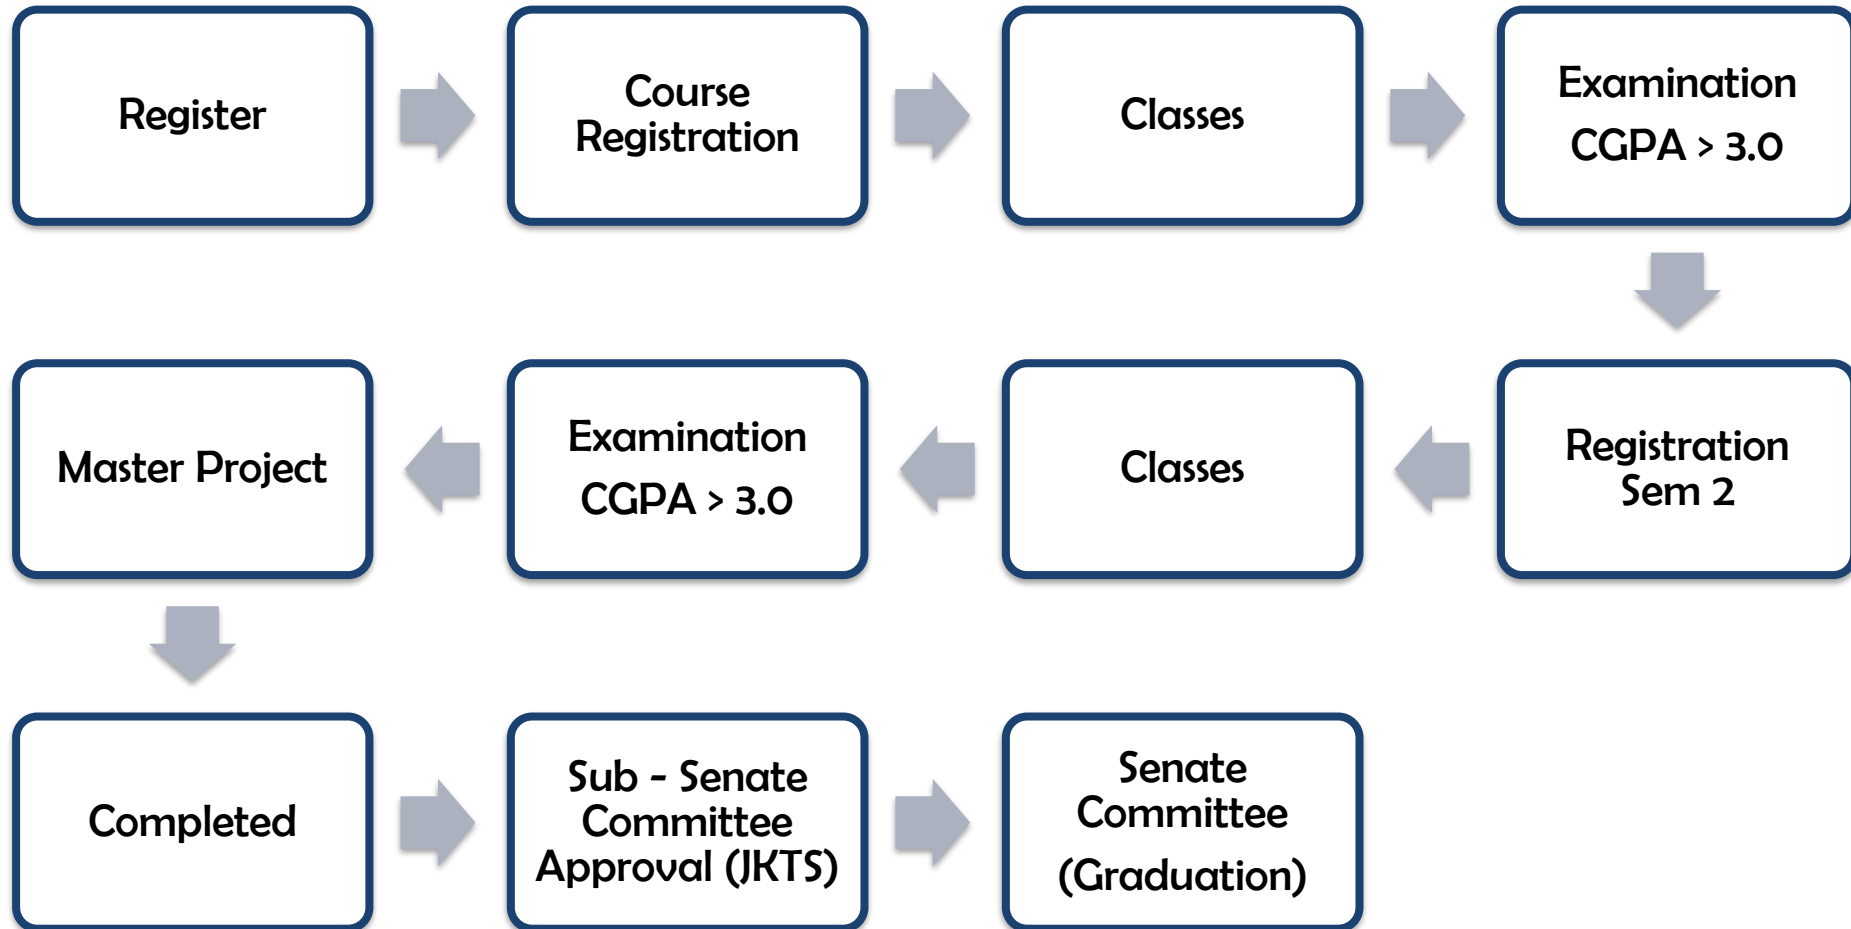 Register
Course
Registration
Classes
Examination
CGPA > 3.0
Registration
Sem 2
Classes
Examination
CGPA > 3.0
Master Project
Completed
Sub - Senate
Committee
Approval (JKTS)
Senate
Committee
(Graduation)